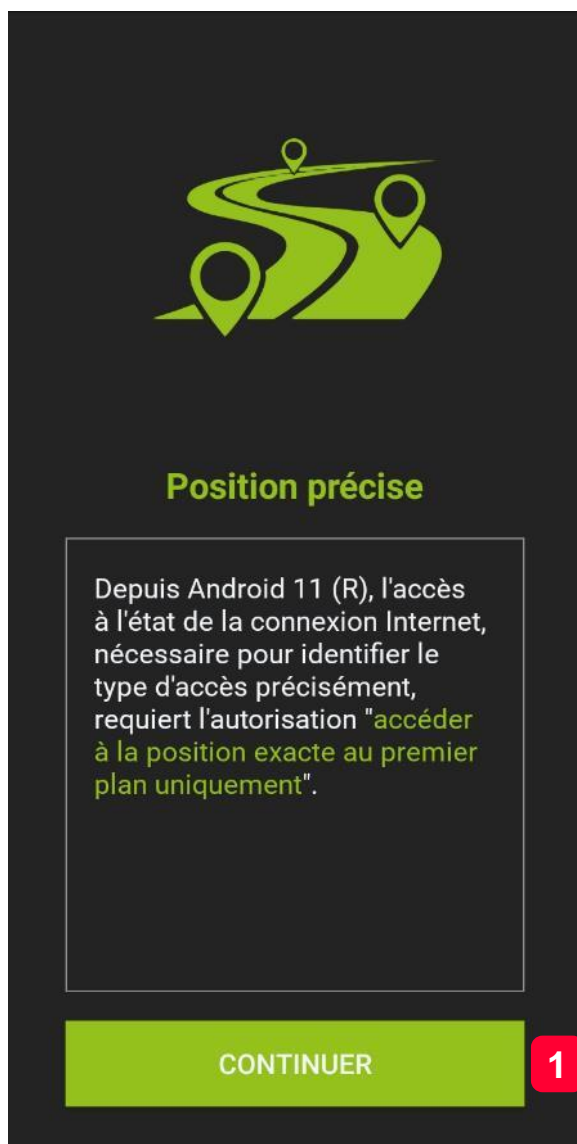 Position précise
Depuis Android 11 (R), l'accès
à l'état de la connexion Internet,
nécessaire pour identifier le
type d'accès précisément,
requiert l'autorisation "accéder
à la position exacte au premier
plan uniquement".
CONTINUER
1